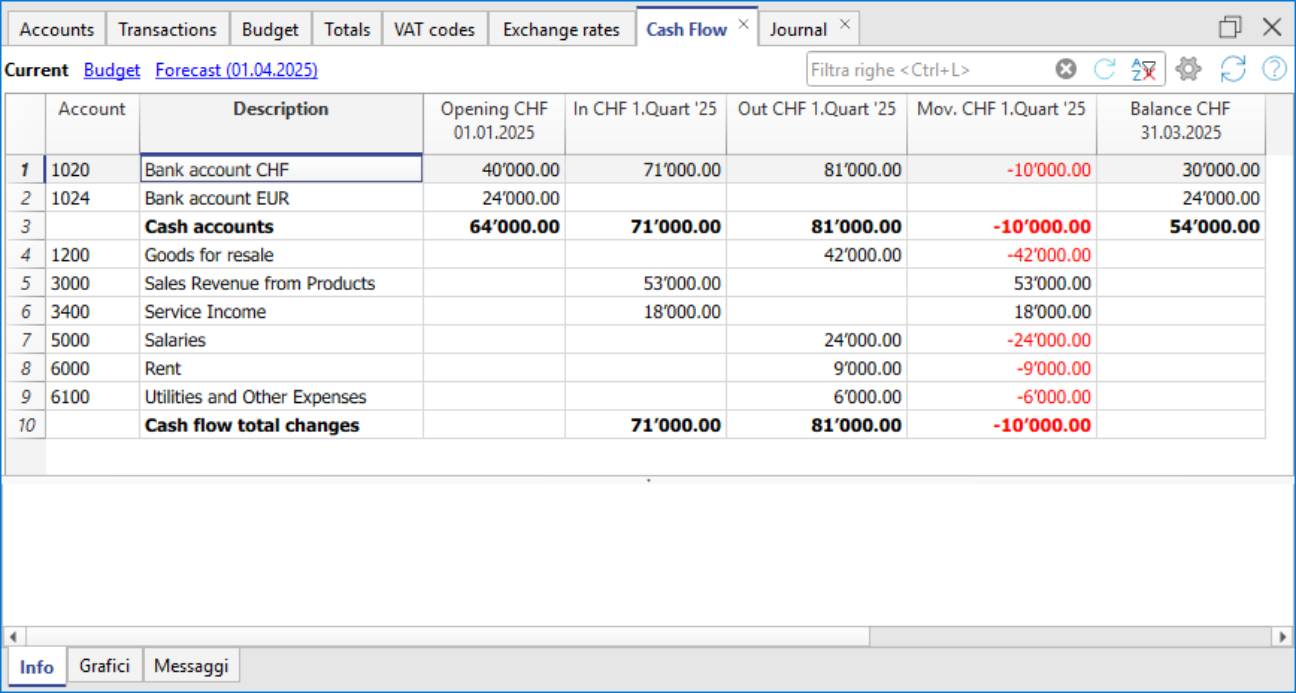 Accounts Transactions Budget Totals VAT codes Exchange rates Cash Flow Journal
Current Budget Forecast (01.04.2025) Filtra righe <Ctrl+L>
Account Description Opening CHF 01.01.2025 In CHF 1.Quart '25 Out CHF 1.Quart '25 Mov. CHF 1.Quart '25 Balance CHF 31.03.2025
1 1020 Bank account CHF 40’000.00 71’000.00 81’000.00 -10’000.00 30’000.00
2 1024 Bank account EUR 24’000.00 24’000.00
3 Cash accounts 64’000.00 71’000.00 81’000.00 -10’000.00 54’000.00
4 1200 Goods for resale 42’000.00 -42’000.00
5 3000 Sales Revenue from Products 53’000.00 53’000.00
6 3400 Service Income 18’000.00 18’000.00
7 5000 Salaries 24’000.00 -24’000.00
8 6000 Rent 9’000.00 -9’000.00
9 6100 Utilities and Other Expenses 6’000.00 -6’000.00
10 Cash flow total changes 71’000.00 81’000.00 -10’000.00
Info Grafici Messaggi